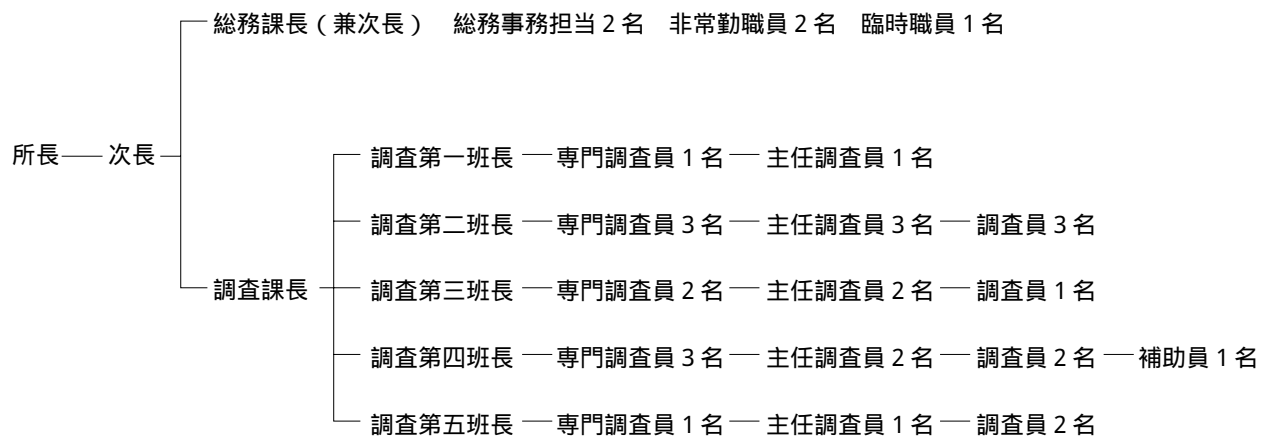 総務課長（兼次長）　総務事務担当2名　非常勤職員2名　臨時職員1名
所長 次長
調査第一班長 専門調査員1名 主任調査員1名
調査第二班長 専門調査員3名 主任調査員3名 調査員3名
調査課長 調査第三班長 専門調査員2名 主任調査員2名 調査員1名
調査第四班長 専門調査員3名 主任調査員2名 調査員2名 補助員1名
調査第五班長 専門調査員1名 主任調査員1名 調査員2名